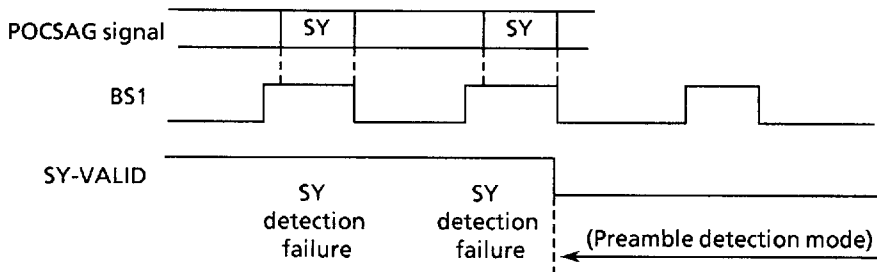 POCSAG signal
SY
SY
BS1
SY-VALID
SY
detection
failure
SY
detection
failure
(Preamble detection mode)